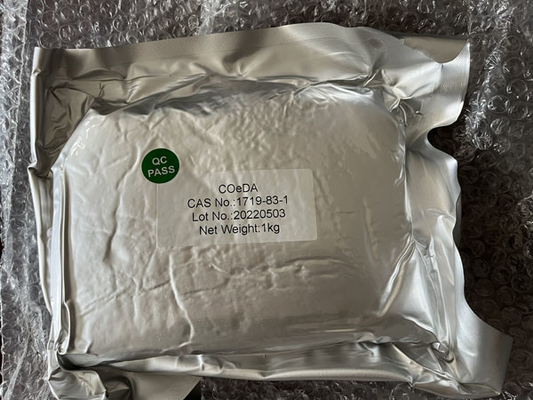 QC
PASS
COeDA
CAS No.:1719-83-1
Lot No.:20220503
Net Weight:1kg